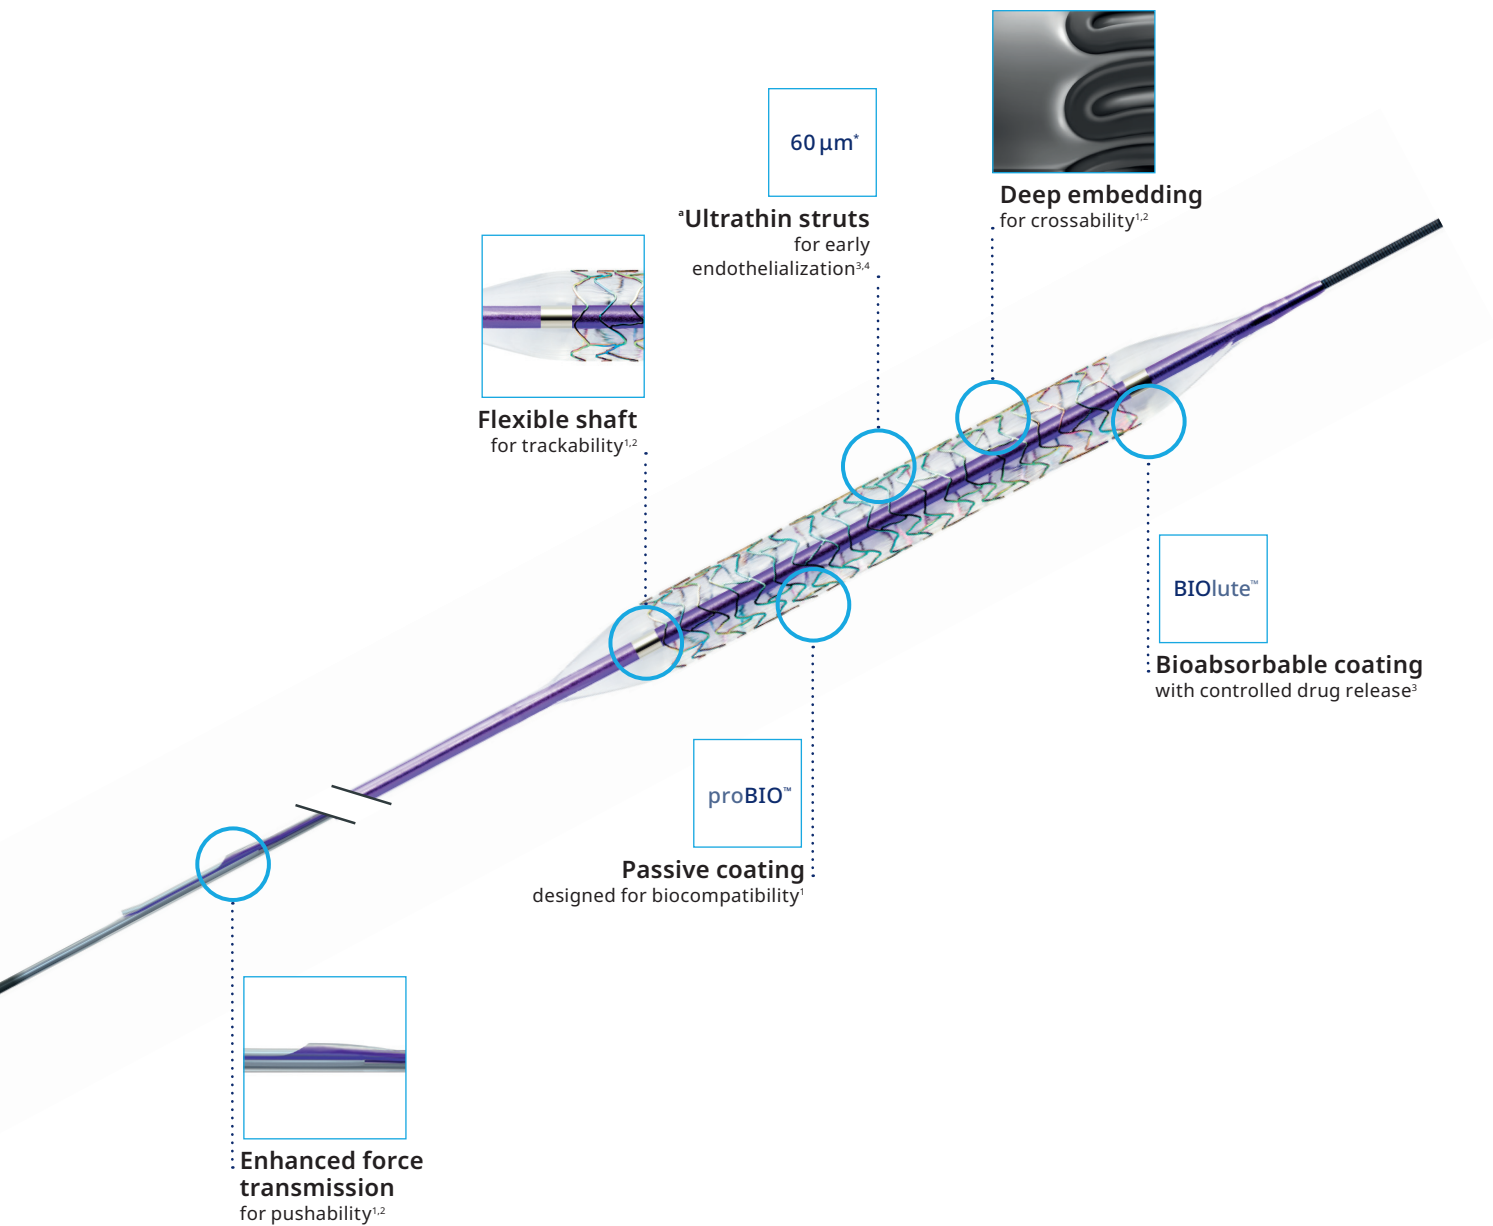 60 µm*
ᵃUltrathin struts
for early
endothelialization³,⁴
Deep embedding
for crossability¹,²
Flexible shaft
for trackability¹,²
BIOlute™
Bioabsorbable coating
with controlled drug release³
proBIO™
Passive coating
designed for biocompatibility¹
Enhanced force
transmission
for pushability¹,²